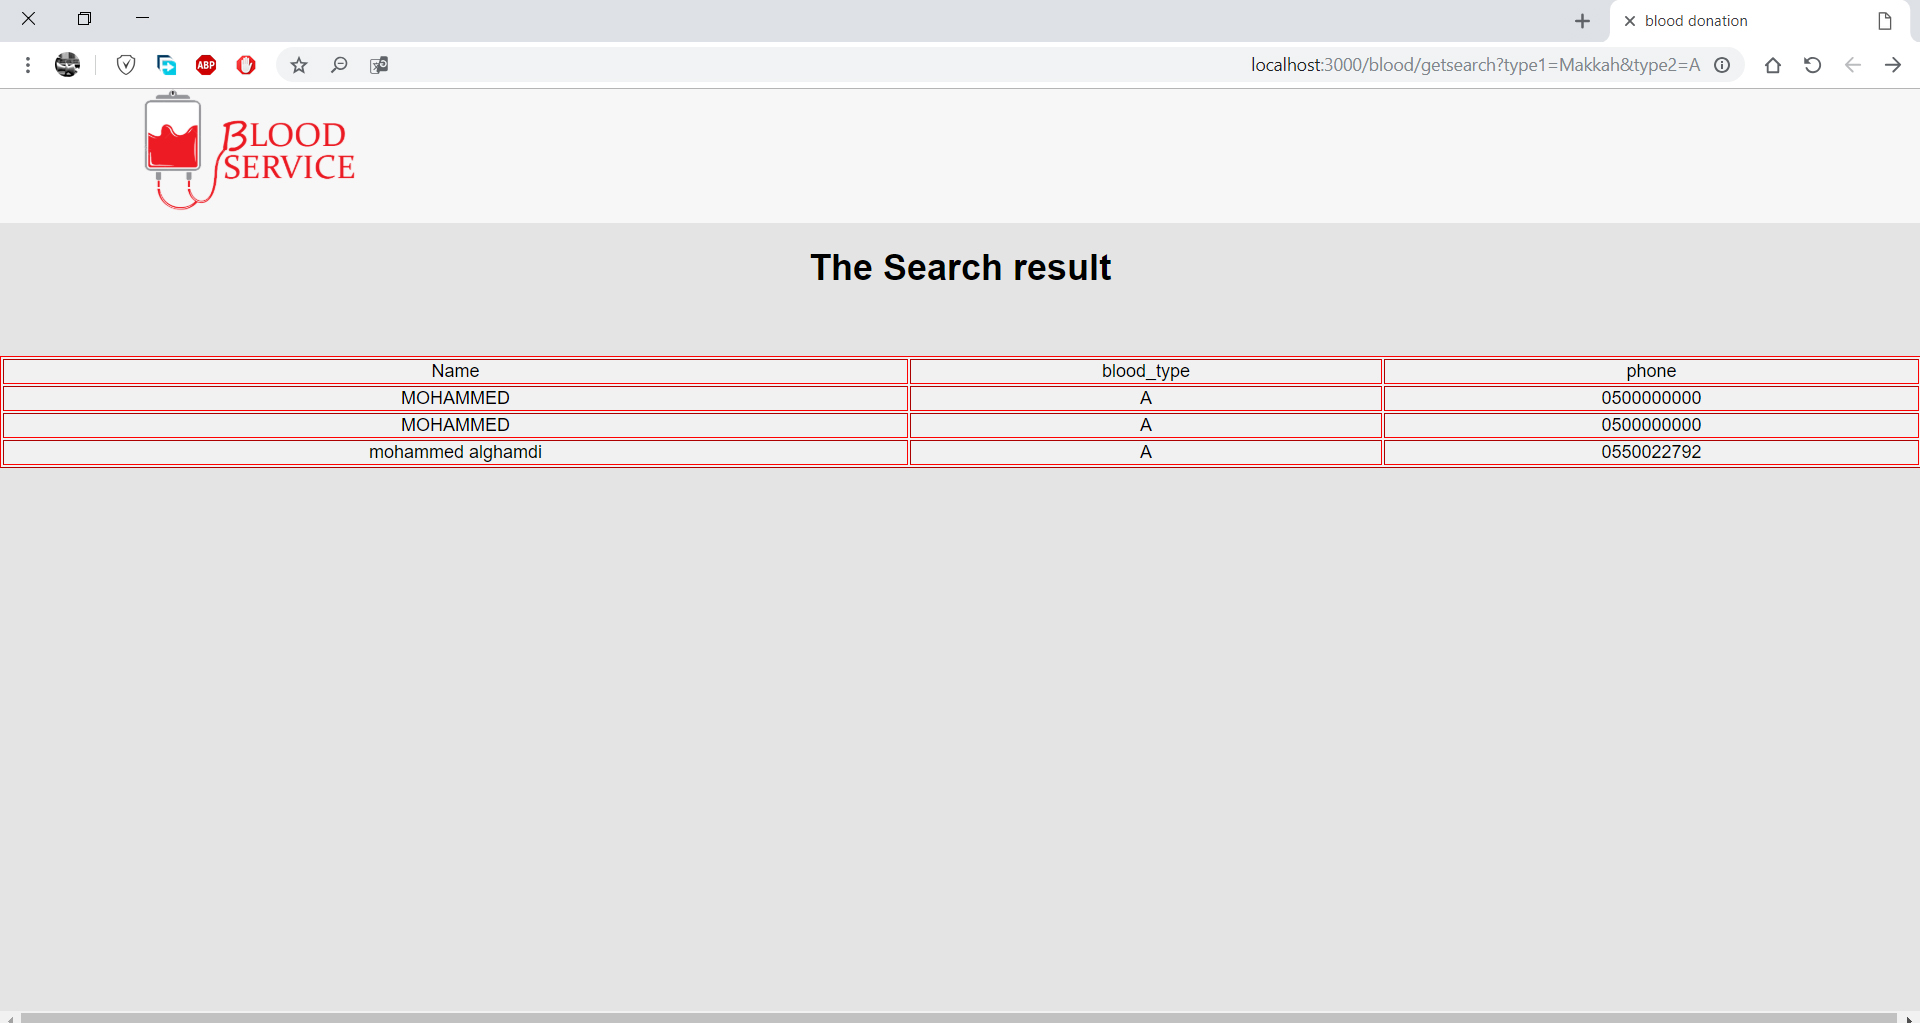 blood donation
ABP
localhost:3000/blood/getsearch?type1=Makkah&type2=A
BLOOD
SERVICE
The Search result
Name blood_type phone
MOHAMMED A 0500000000
MOHAMMED A 0500000000
mohammed alghamdi A 0550022792